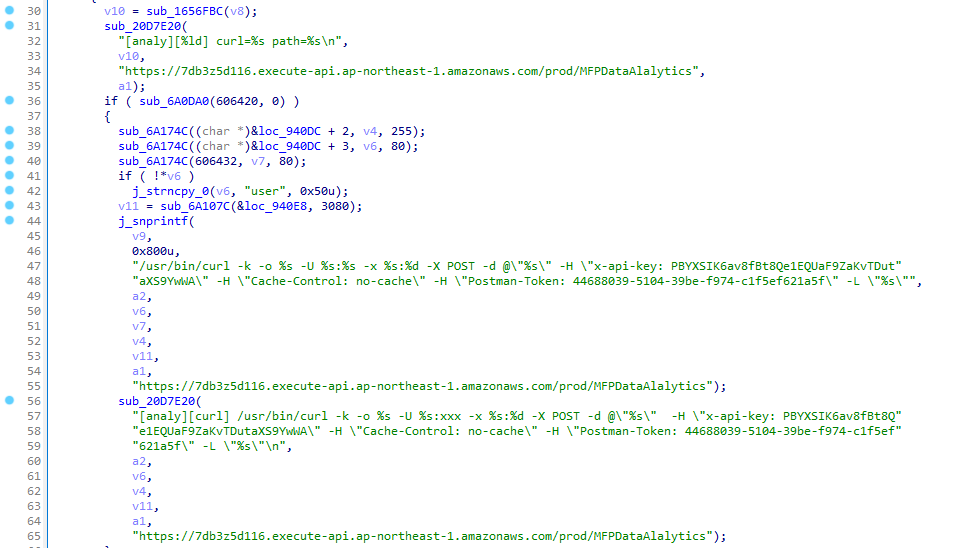 30 v10 = sub_1656FBC(v8);
31 sub_20D7E20(
32 "[analy][%ld] curl=%s path=%s\n",
33 v10,
34 "https://7db3z5d116.execute-api.ap-northeast-1.amazonaws.com/prod/MFPDataAlalytics",
35 a1);
36 if ( sub_6A0DA0(606420, 0) )
37 {
38 sub_6A174C((char *)&loc_940DC + 2, v4, 255);
39 sub_6A174C((char *)&loc_940DC + 3, v6, 80);
40 sub_6A174C(606432, v7, 80);
41 if ( !*v6 )
42 j_strncpy_0(v6, "user", 0x50u);
43 v11 = sub_6A107C(&loc_940E8, 3080);
44 j_snprintf(
45 v9,
46 0x800u,
47 "/usr/bin/curl -k -o %s -U %s:%s -x %s:%d -X POST -d @\"%s\" -H \"x-api-key: PBYXSIK6av8fBt8Qe1EQUaF9ZaKvTDut"
48 "aXS9YwWA\" -H \"Cache-Control: no-cache\" -H \"Postman-Token: 44688039-5104-39be-f974-c1f5ef621a5f\" -L \"%s\"",
49 a2,
50 v6,
51 v7,
52 v4,
53 v11,
54 a1,
55 "https://7db3z5d116.execute-api.ap-northeast-1.amazonaws.com/prod/MFPDataAlalytics");
56 sub_20D7E20(
57 "[analy][curl] /usr/bin/curl -k -o %s -U %s:xxx -x %s:%d -X POST -d @\"%s\"  -H \"x-api-key: PBYXSIK6av8fBt8Q"
58 "e1EQUaF9ZaKvTDutaXS9YwWA\" -H \"Cache-Control: no-cache\" -H \"Postman-Token: 44688039-5104-39be-f974-c1f5ef"
59 "621a5f\" -L \"%s\"\n",
60 a2,
61 v6,
62 v4,
63 v11,
64 a1,
65 "https://7db3z5d116.execute-api.ap-northeast-1.amazonaws.com/prod/MFPDataAlalytics");